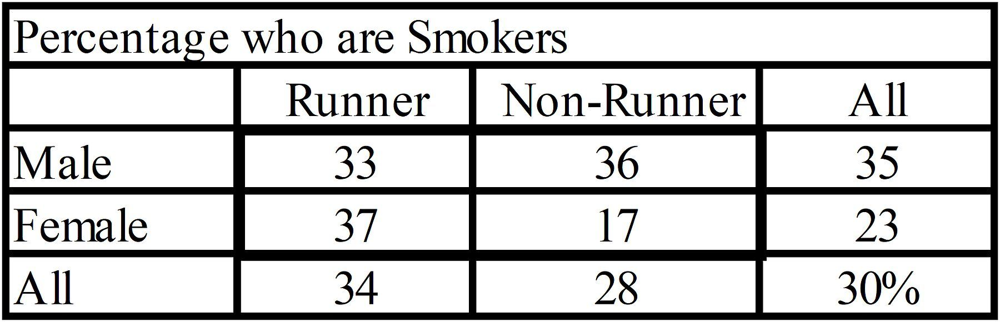 Percentage who are Smokers
Runner Non-Runner All
Male 33 36 35
Female 37 17 23
All 34 28 30%